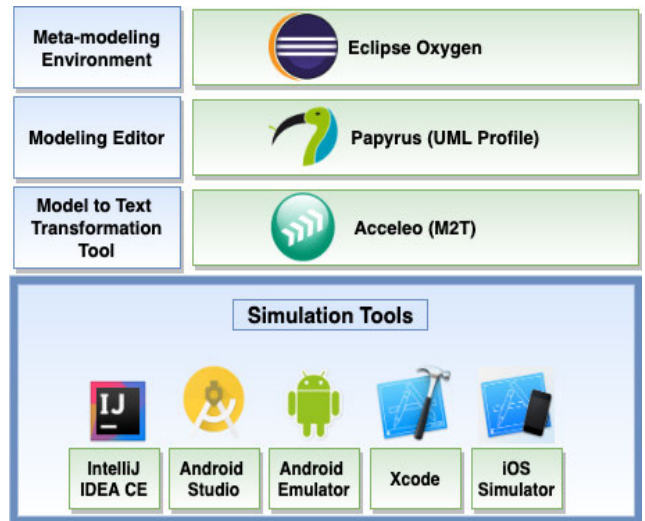 Meta-modeling
Environment
Eclipse Oxygen
Modeling Editor
Papyrus (UML Profile)
Model to Text
Transformation
Tool
Acceleo (M2T)
Simulation Tools
IJ
IntelliJ
IDEA CE
Android
Studio
Android
Emulator
Xcode
iOS
Simulator